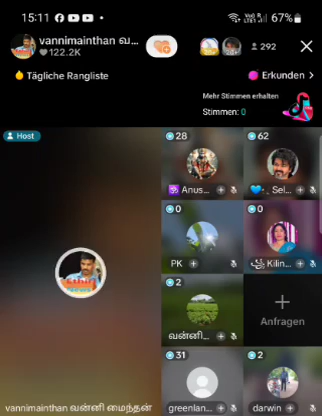 15:11
67%
vannimainthan வ...
122.2K
292
Tägliche Rangliste
Erkunden >
Mehr Stimmen erhalten
Stimmen: 0
Host
28
62
Anus...
Sel...
0
0
PK
Kilin...
2
வன்னி...
Anfragen
31
2
vannimainthan வன்னி மைந்தன்
greenlan...
darwin